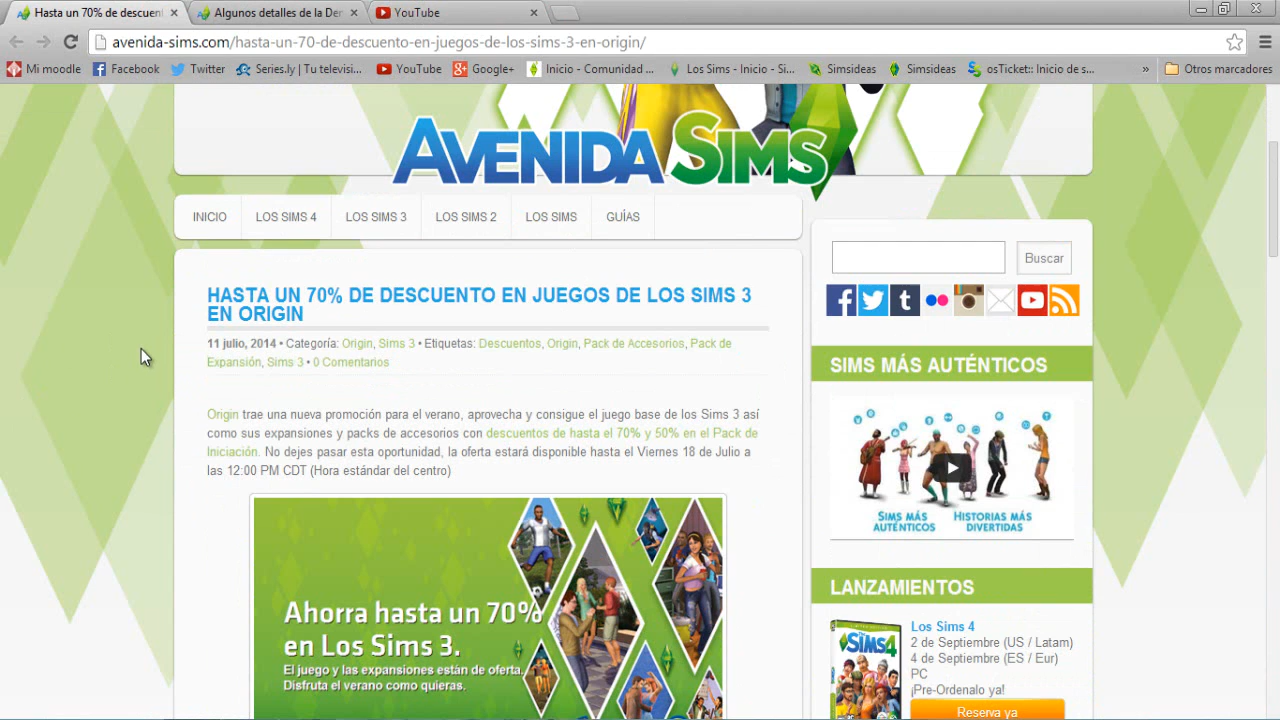 Hasta un 70% de descuen
Algunos detalles de la De
YouTube
avenida-sims.com/hasta-un-70-de-descuento-en-juegos-de-los-sims-3-en-origin/
Mi moodle
Facebook
Twitter
Series.ly | Tu televisi...
YouTube
Google+
Inicio - Comunidad ...
Los Sims - Inicio - Si...
Simsideas
Simsideas
osTicket:: Inicio de s...
»
Otros marcadores
AVENIDA SIMS
INICIO
LOS SIMS 4
LOS SIMS 3
LOS SIMS 2
LOS SIMS
GUÍAS
HASTA UN 70% DE DESCUENTO EN JUEGOS DE LOS SIMS 3
EN ORIGIN
11 julio, 2014 • Categoría: Origin, Sims 3 • Etiquetas: Descuentos, Origin, Pack de Accesorios, Pack de
Expansión, Sims 3 • 0 Comentarios
Origin trae una nueva promoción para el verano, aprovecha y consigue el juego base de los Sims 3 así
como sus expansiones y packs de accesorios con descuentos de hasta el 70% y 50% en el Pack de
Iniciación. No dejes pasar esta oportunidad, la oferta estará disponible hasta el Viernes 18 de Julio a
las 12:00 PM CDT (Hora estándar del centro)
Ahorra hasta un 70%
en Los Sims 3.
El juego y las expansiones están de oferta.
Disfruta el verano como quieras.
Buscar
SIMS MÁS AUTÉNTICOS
SIMS MÁS
AUTÉNTICOS
HISTORIAS MÁS
DIVERTIDAS
LANZAMIENTOS
THE SIMS 4
Los Sims 4
2 de Septiembre (US / Latam)
4 de Septiembre (ES / Eur)
PC
¡Pre-Ordenalo ya!
Reserva ya